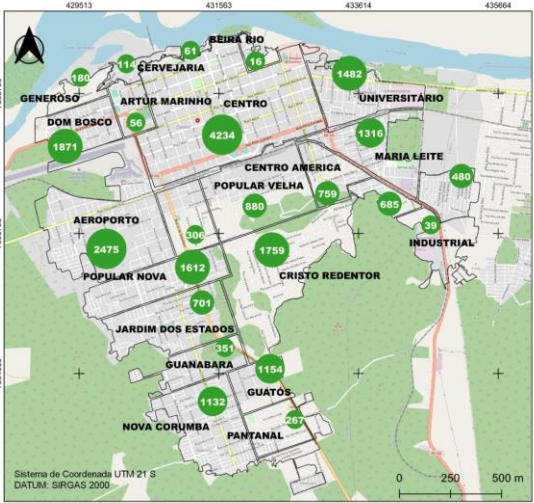 429513 431563 433614 435664
BEIRA RIO
61
114
16
CERVEJARIA
180
1482
GENEROSO
ARTUR MARINHO
CENTRO
UNIVERSITÁRIO
DOM BOSCO
56
4234
1316
1871
MARIA LEITE
CENTRO AMERICA
480
POPULAR VELHA
759
880
685
AEROPORTO
39
306
INDUSTRIAL
2475
1759
1612
POPULAR NOVA
CRISTO REDENTOR
701
JARDIM DOS ESTADOS
351
GUANABARA
1154
GUATÓS
1132
267
NOVA CORUMBA
PANTANAL
Sistema de Coordenada UTM 21 S
DATUM: SIRGAS 2000
0 250 500 m